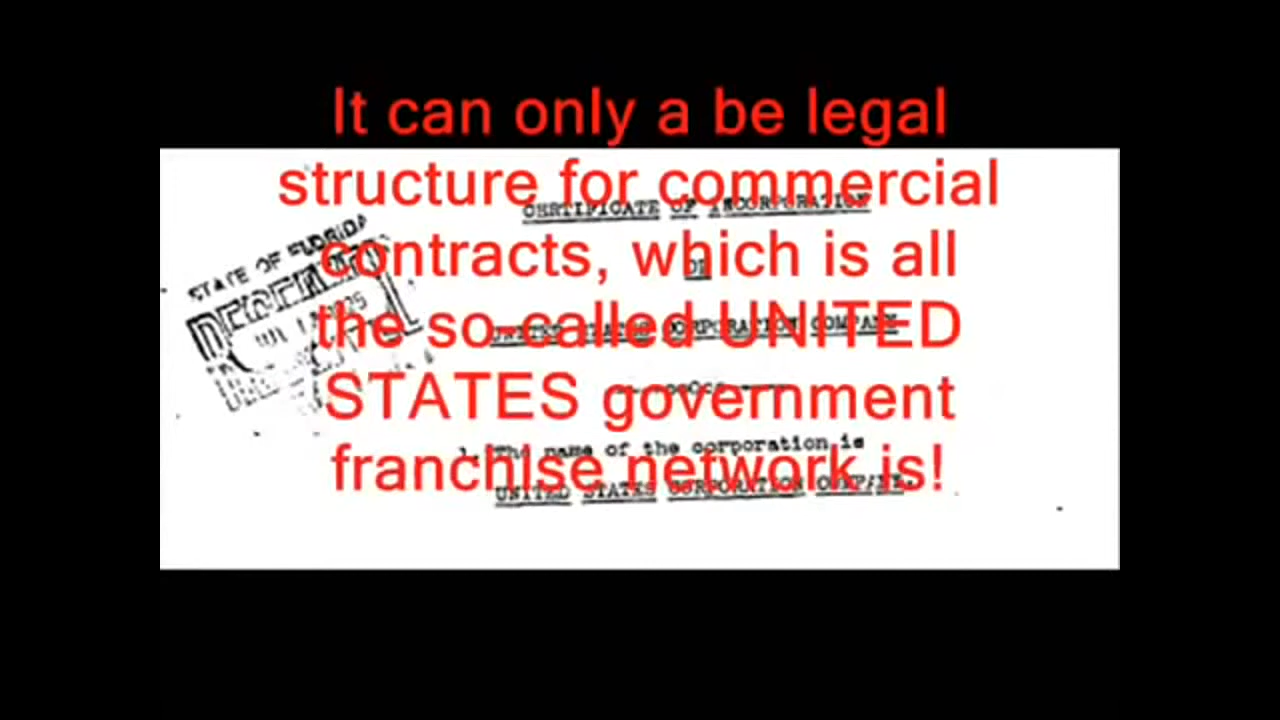 It can only a be legal
structure for commercial
CERTIFICATE OF INCORPORATION
STATE OF FLORIDA
contracts, which is all
OF
the so-called UNITED
UNITED STATES CORPORATION COMPANY
STATES government
1. The name of the corporation is
franchise network is!
UNITED STATES CORPORATION COMPANY.